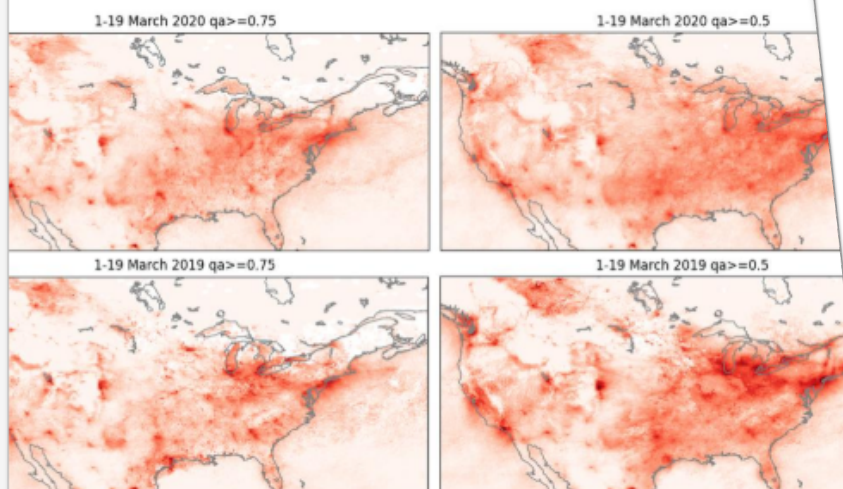 1-19 March 2020 qa>=0.75
1-19 March 2020 qa>=0.5
1-19 March 2019 qa>=0.75
1-19 March 2019 qa>=0.5